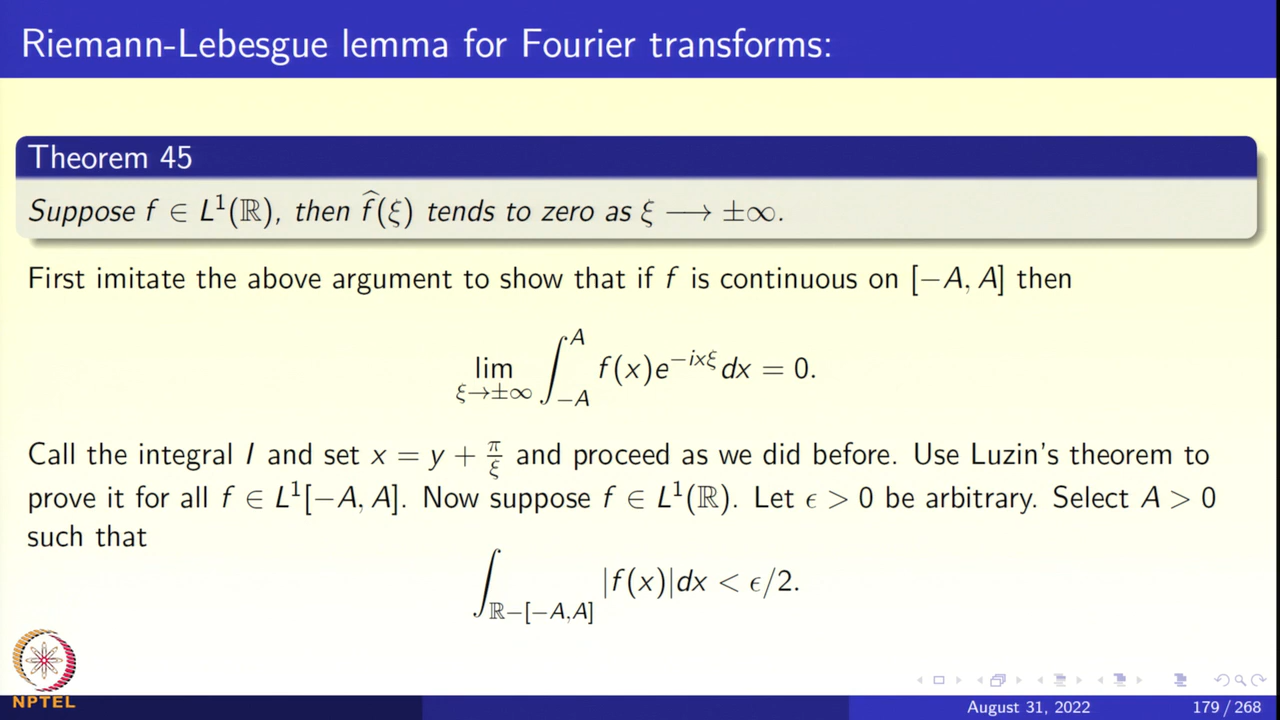 Riemann-Lebesgue lemma for Fourier transforms:
Theorem 45
Suppose f ∈ L¹(ℝ), then f̂(ξ) tends to zero as ξ ⟶ ±∞.
First imitate the above argument to show that if f is continuous on [−A, A] then
lim_{ξ→±∞} ∫_{−A}^{A} f(x)e^{−ixξ}dx = 0.
Call the integral I and set x = y + π/ξ and proceed as we did before. Use Luzin's theorem to
prove it for all f ∈ L¹[−A, A]. Now suppose f ∈ L¹(ℝ). Let ϵ > 0 be arbitrary. Select A > 0
such that
∫_{ℝ−[−A,A]} |f(x)|dx < ϵ/2.
NPTEL
August 31, 2022 179 / 268